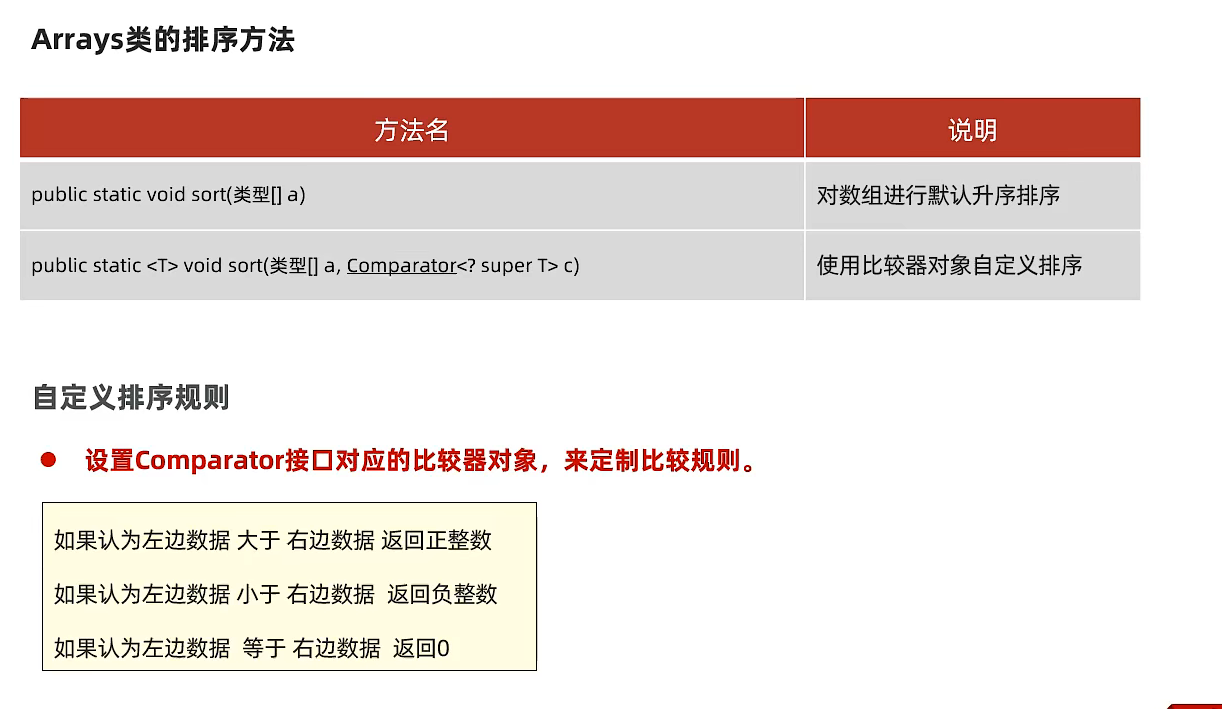 Arrays类的排序方法
方法名 说明
public static void sort(类型[] a) 对数组进行默认升序排序
public static <T> void sort(类型[] a, Comparator<? super T> c) 使用比较器对象自定义排序
自定义排序规则
● 设置Comparator接口对应的比较器对象，来定制比较规则。
如果认为左边数据 大于 右边数据 返回正整数
如果认为左边数据 小于 右边数据 返回负整数
如果认为左边数据 等于 右边数据 返回0